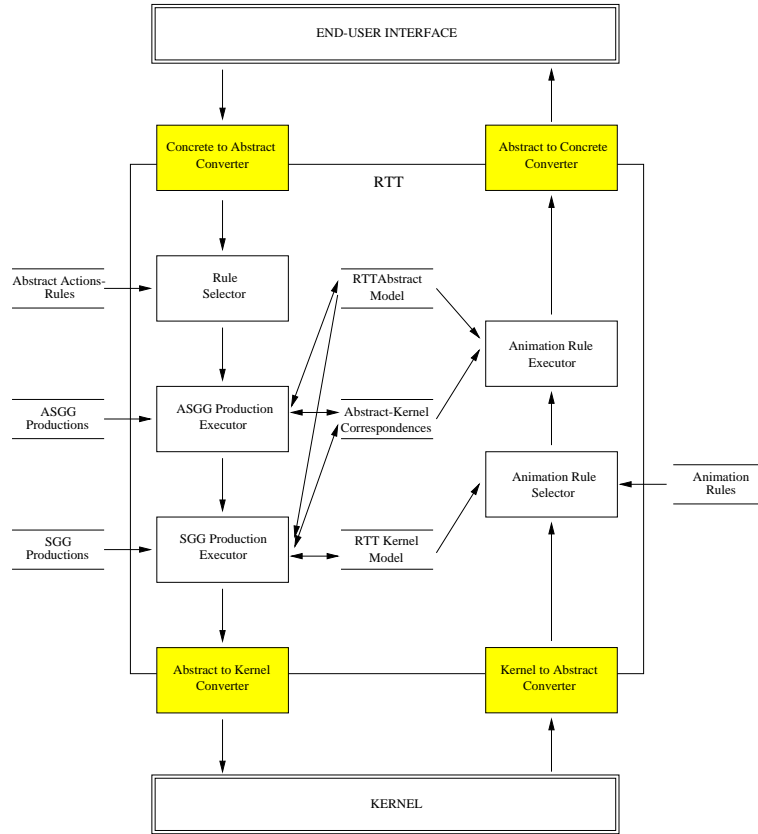 END-USER INTERFACE
Concrete to Abstract
Converter
Abstract to Concrete
Converter
RTT
Abstract Actions-
Rules
Rule
Selector
RTTAbstract
Model
Animation Rule
Executor
ASGG
Productions
ASGG Production
Executor
Abstract-Kernel
Correspondences
Animation Rule
Selector
Animation
Rules
SGG
Productions
SGG Production
Executor
RTT Kernel
Model
Abstract to Kernel
Converter
Kernel to Abstract
Converter
KERNEL